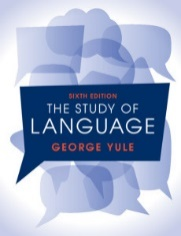 SIXTH EDITION
THE STUDY OF
LANGUAGE
GEORGE YULE